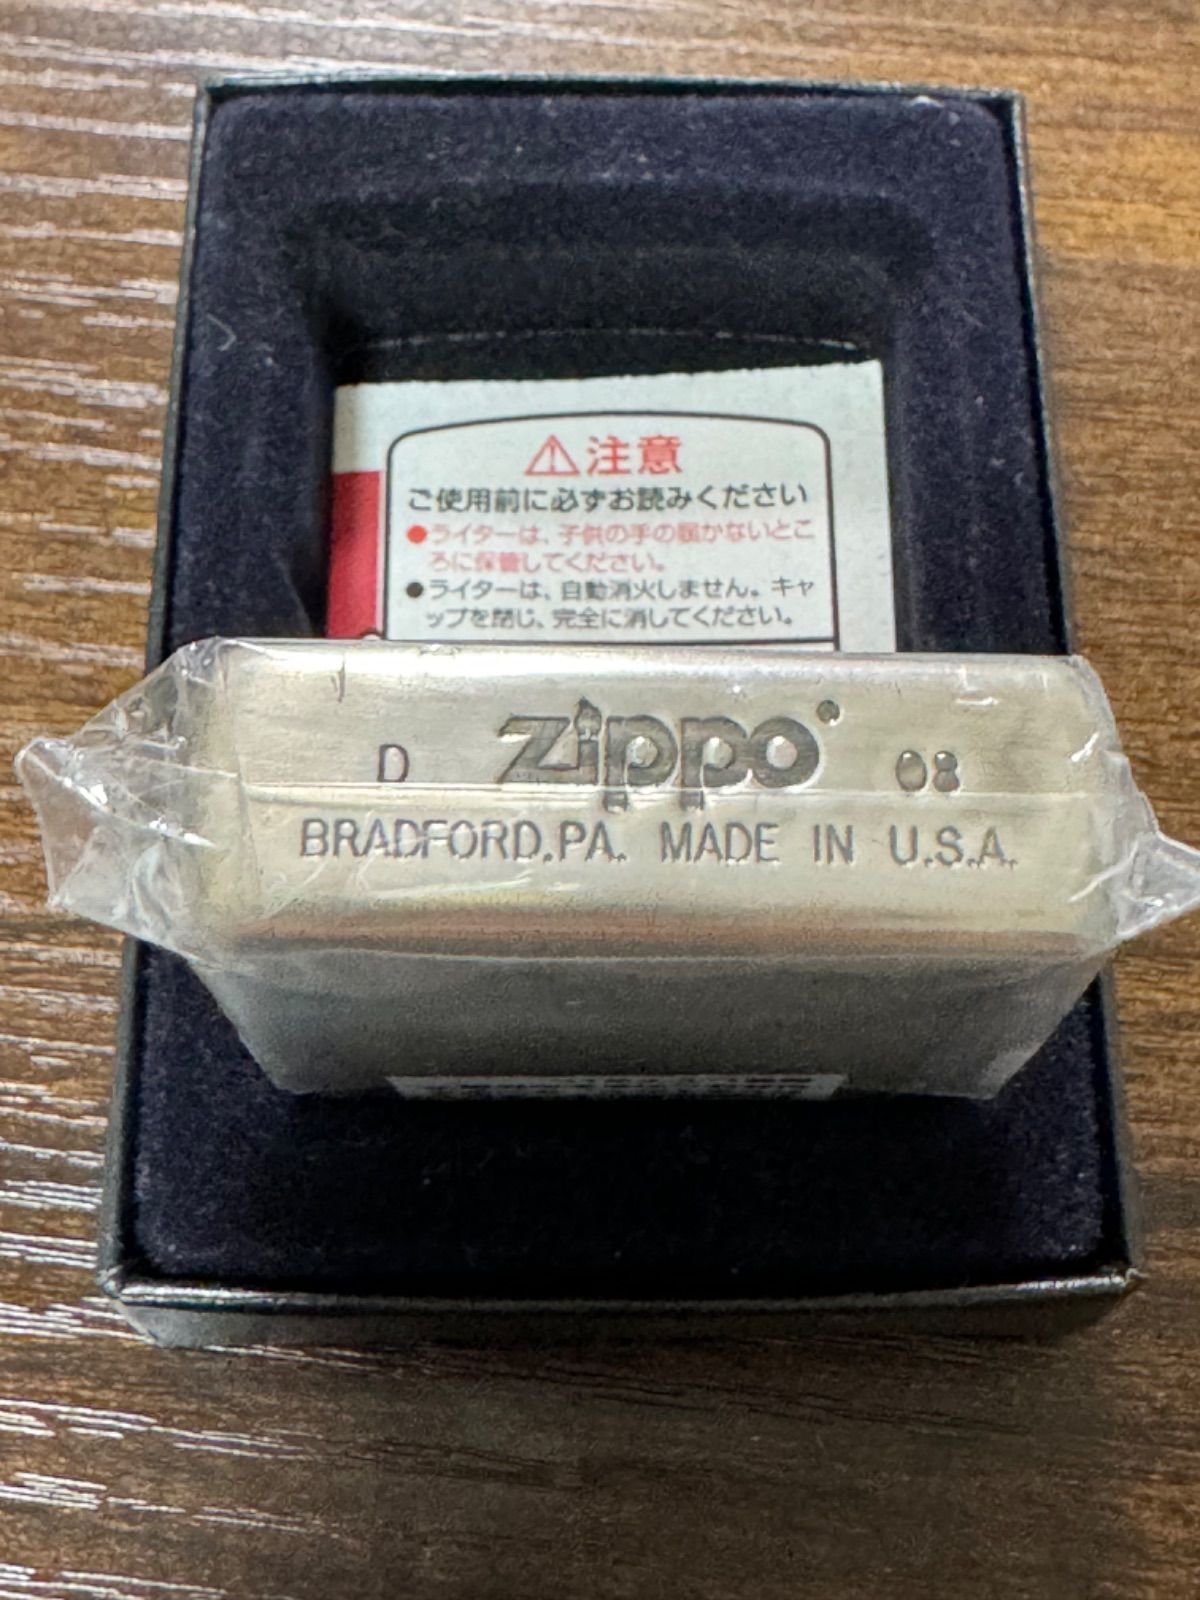 ⚠注意
ご使用前に必ずお読みください
●ライターは、子供の手の届かないとこ
ろに保管してください。
●ライターは、自動消火しません。キャ
ップを閉じ、完全に消してください。
D zippo 08
BRADFORD,PA. MADE IN U.S.A.